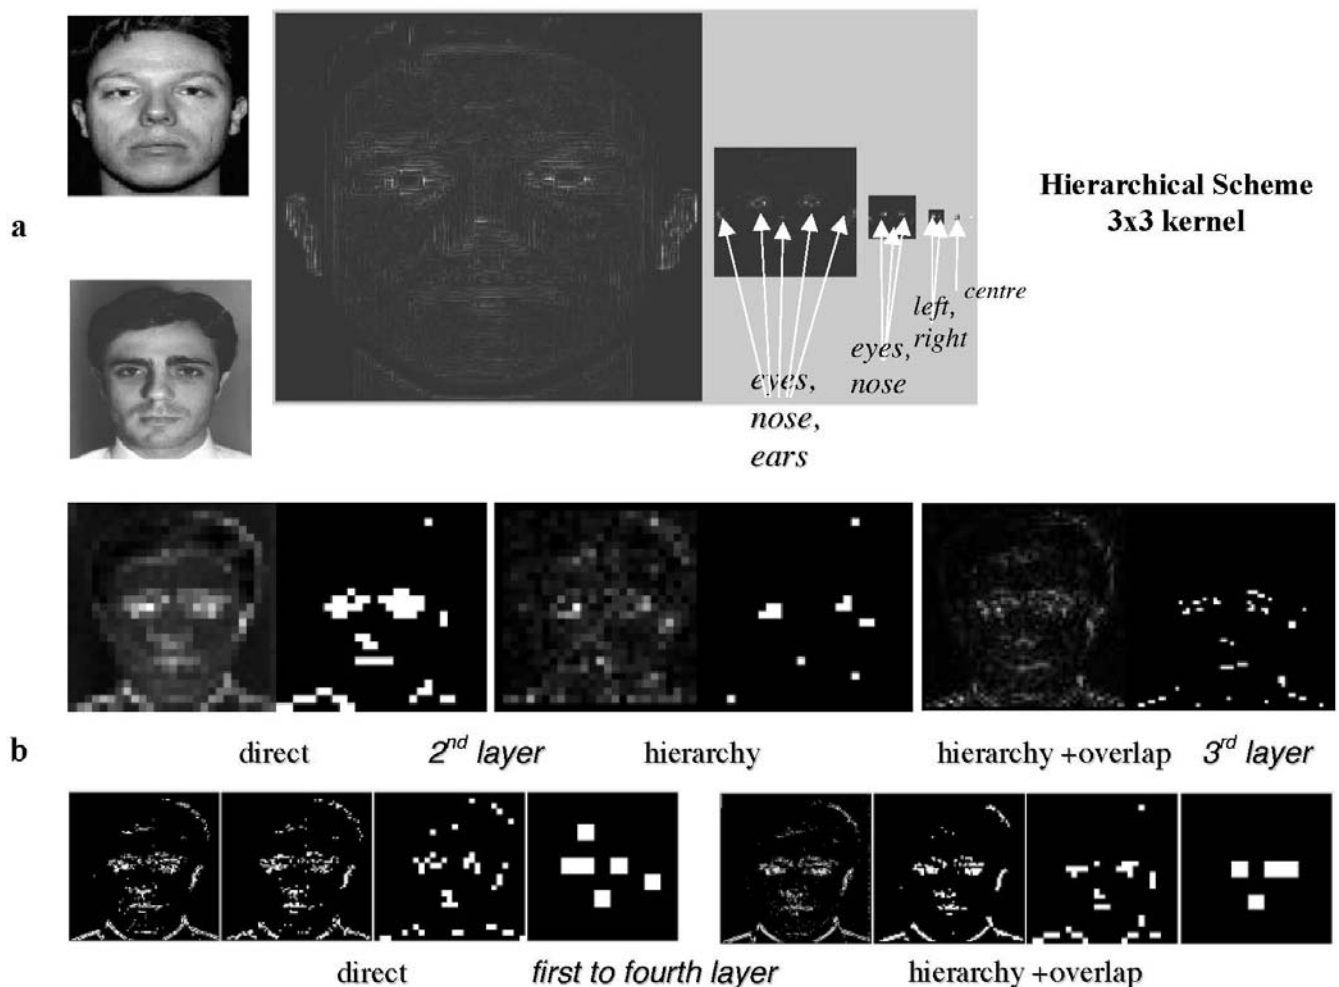 a
Hierarchical Scheme
3x3 kernel
centre
left,
right
eyes,
nose
eyes,
nose,
ears
b
direct 2nd layer hierarchy hierarchy +overlap 3rd layer
direct first to fourth layer hierarchy +overlap